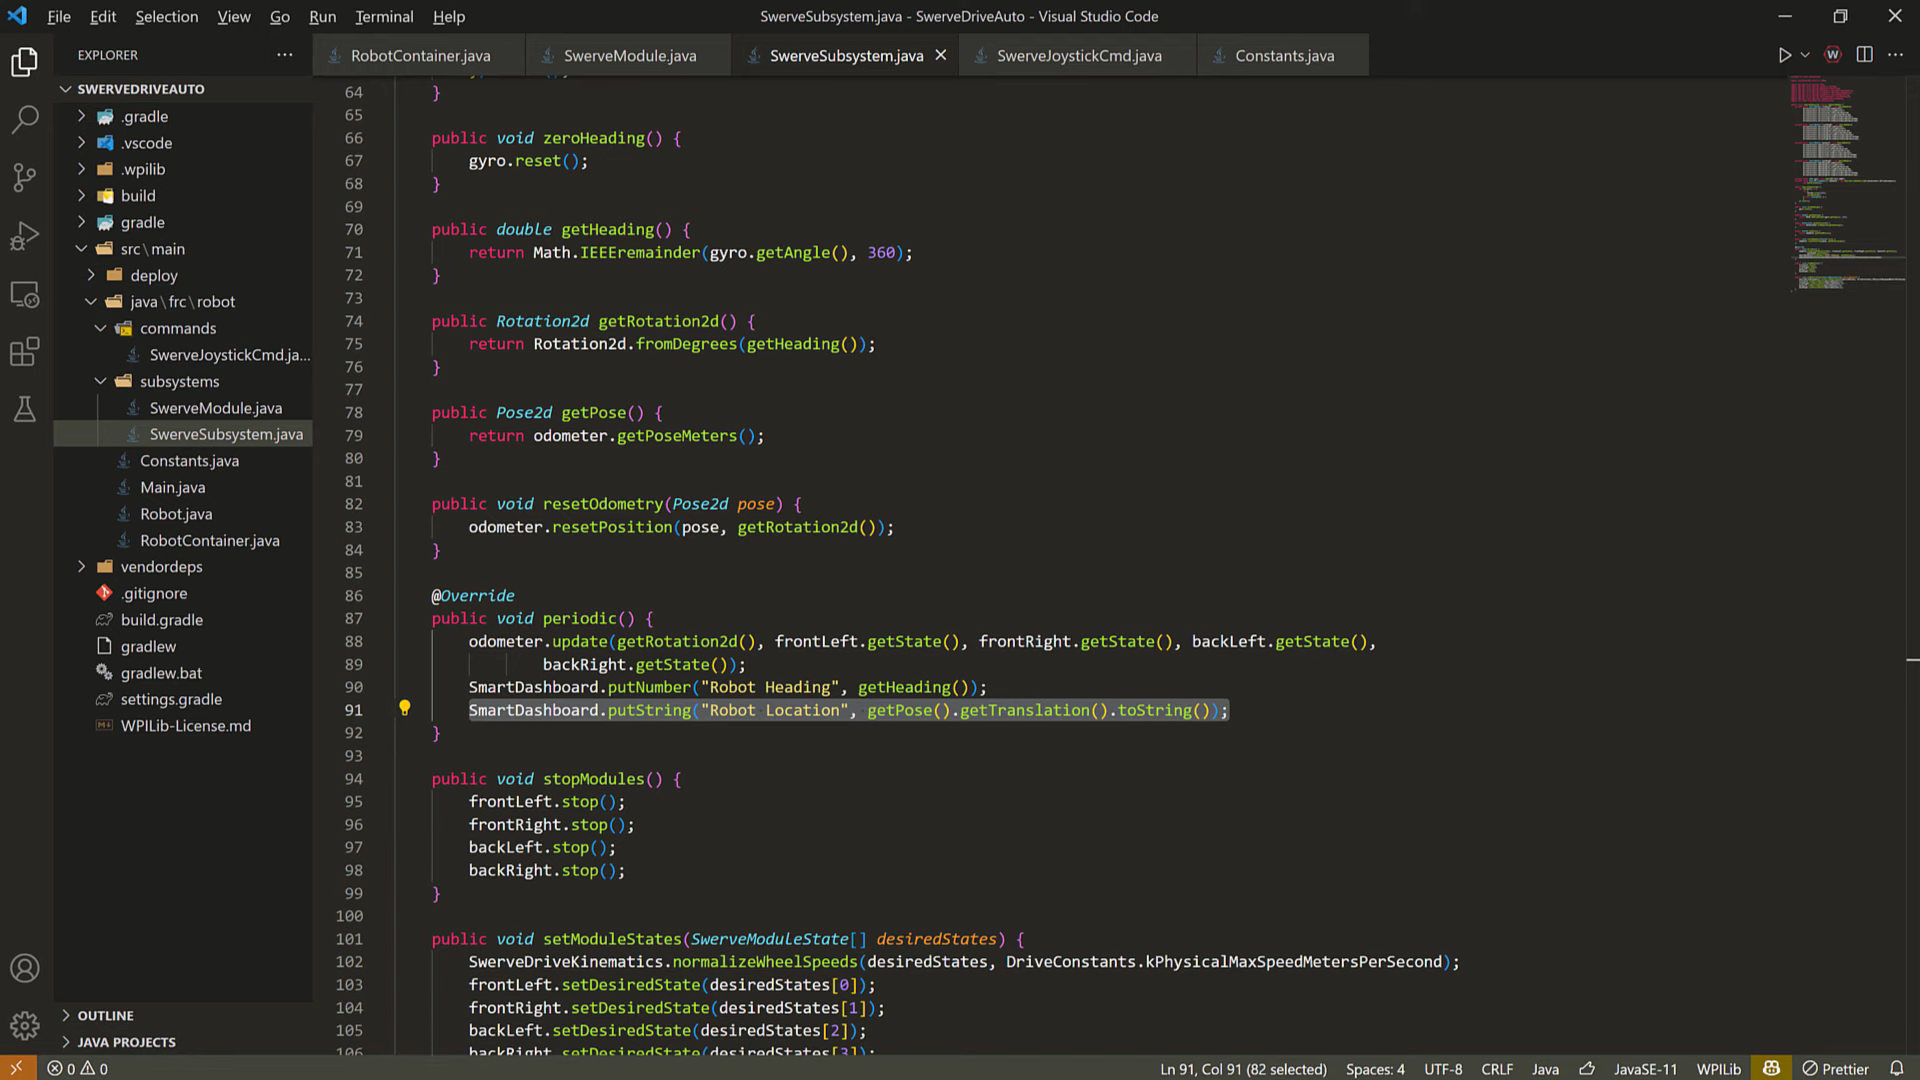 File Edit Selection View Go Run Terminal Help
SwerveSubsystem.java - SwerveDriveAuto - Visual Studio Code
EXPLORER
RobotContainer.java
SwerveModule.java
SwerveSubsystem.java
SwerveJoystickCmd.java
Constants.java
SWERVEDRIVEAUTO
.gradle
.vscode
.wpilib
build
gradle
src\main
deploy
java\frc\robot
commands
SwerveJoystickCmd.ja...
subsystems
SwerveModule.java
SwerveSubsystem.java
Constants.java
Main.java
Robot.java
RobotContainer.java
vendordeps
.gitignore
build.gradle
gradlew
gradlew.bat
settings.gradle
WPILib-License.md
OUTLINE
JAVA PROJECTS
64 }
65
66 public void zeroHeading() {
67 gyro.reset();
68 }
69
70 public double getHeading() {
71 return Math.IEEEremainder(gyro.getAngle(), 360);
72 }
73
74 public Rotation2d getRotation2d() {
75 return Rotation2d.fromDegrees(getHeading());
76 }
77
78 public Pose2d getPose() {
79 return odometer.getPoseMeters();
80 }
81
82 public void resetOdometry(Pose2d pose) {
83 odometer.resetPosition(pose, getRotation2d());
84 }
85
86 @Override
87 public void periodic() {
88 odometer.update(getRotation2d(), frontLeft.getState(), frontRight.getState(), backLeft.getState(),
89 backRight.getState());
90 SmartDashboard.putNumber("Robot Heading", getHeading());
91 SmartDashboard.putString("Robot Location", getPose().getTranslation().toString());
92 }
93
94 public void stopModules() {
95 frontLeft.stop();
96 frontRight.stop();
97 backLeft.stop();
98 backRight.stop();
99 }
100
101 public void setModuleStates(SwerveModuleState[] desiredStates) {
102 SwerveDriveKinematics.normalizeWheelSpeeds(desiredStates, DriveConstants.kPhysicalMaxSpeedMetersPerSecond);
103 frontLeft.setDesiredState(desiredStates[0]);
104 frontRight.setDesiredState(desiredStates[1]);
105 backLeft.setDesiredState(desiredStates[2]);
106 backRight.setDesiredState(desiredStates[3]);
0 0
Ln 91, Col 91 (82 selected) Spaces: 4 UTF-8 CRLF Java JavaSE-11 WPILib Prettier